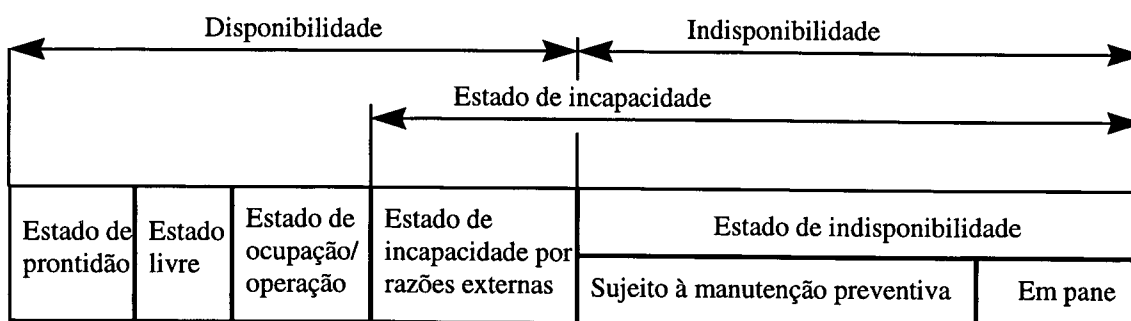 Disponibilidade
Indisponibilidade
Estado de incapacidade
Estado de
prontidão
Estado
livre
Estado de
ocupação/
operação
Estado de
incapacidade por
razões externas
Estado de indisponibilidade
Sujeito à manutenção preventiva
Em pane